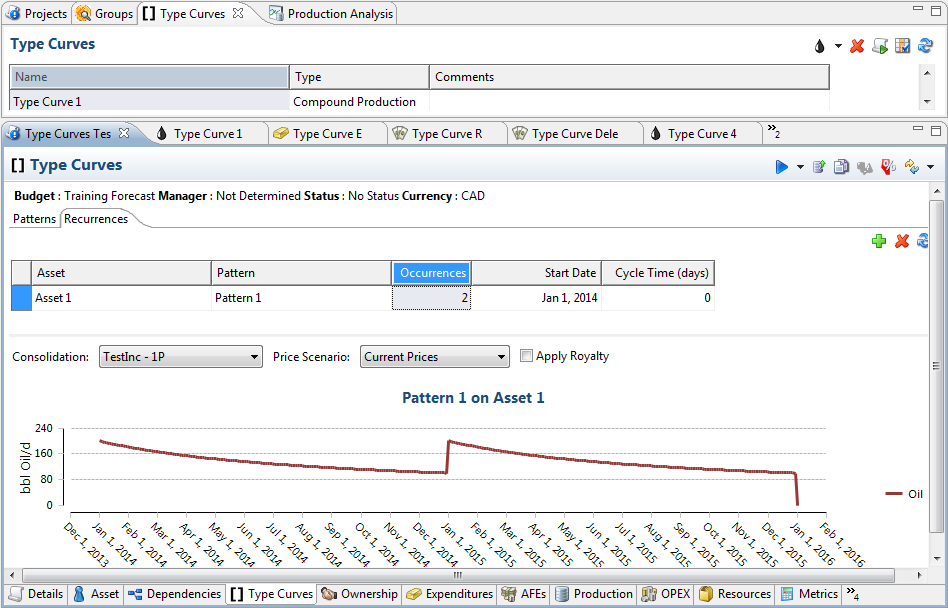 Projects Groups [] Type Curves Production Analysis
Type Curves
Name Type Comments
Type Curve 1 Compound Production
Type Curves Tes Type Curve 1 Type Curve E Type Curve R Type Curve Dele Type Curve 4 »2
[] Type Curves
Budget : Training Forecast Manager : Not Determined Status : No Status Currency : CAD
Patterns Recurrences
Asset Pattern Occurrences Start Date Cycle Time (days)
Asset 1 Pattern 1 2 Jan 1, 2014 0
Consolidation: TestInc - 1P Price Scenario: Current Prices Apply Royalty
Pattern 1 on Asset 1
bbl Oil/d
240
160
80
0
Oil
Dec 1, 2013
Jan 1, 2014
Feb 1, 2014
Mar 1, 2014
Apr 1, 2014
May 1, 2014
Jun 1, 2014
Jul 1, 2014
Aug 1, 2014
Sep 1, 2014
Oct 1, 2014
Nov 1, 2014
Dec 1, 2014
Jan 1, 2015
Feb 1, 2015
Mar 1, 2015
Apr 1, 2015
May 1, 2015
Jun 1, 2015
Jul 1, 2015
Aug 1, 2015
Sep 1, 2015
Oct 1, 2015
Nov 1, 2015
Dec 1, 2015
Jan 1, 2016
Feb 1, 2016
Details Asset Dependencies [] Type Curves Ownership Expenditures AFEs Production OPEX Resources Metrics »4